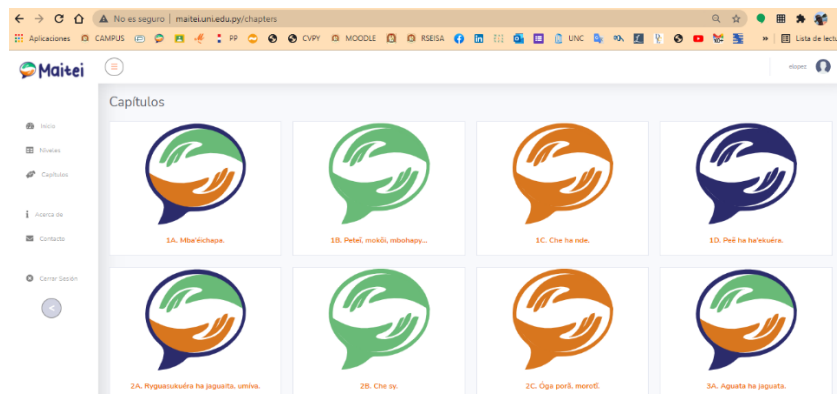 No es seguro | maitei.uni.edu.py/chapters
Aplicaciones CAMPUS PP CVPY MOODLE RSEISA UNC » Lista de lectu
Maitei
elopez
Capítulos
Inicio
Niveles
Capítulos
Acerca de
Contacto
Cerrar Sesión
1A. Mba'éichapa.
1B. Peteĩ, mokõi, mbohapy...
1C. Che ha nde.
1D. Peẽ ha ha'ekuéra.
2A. Ryguasukuéra ha jaguaita, umíva.
2B. Che sy.
2C. Óga porã, morotĩ.
3A. Aguata ha jaguata.